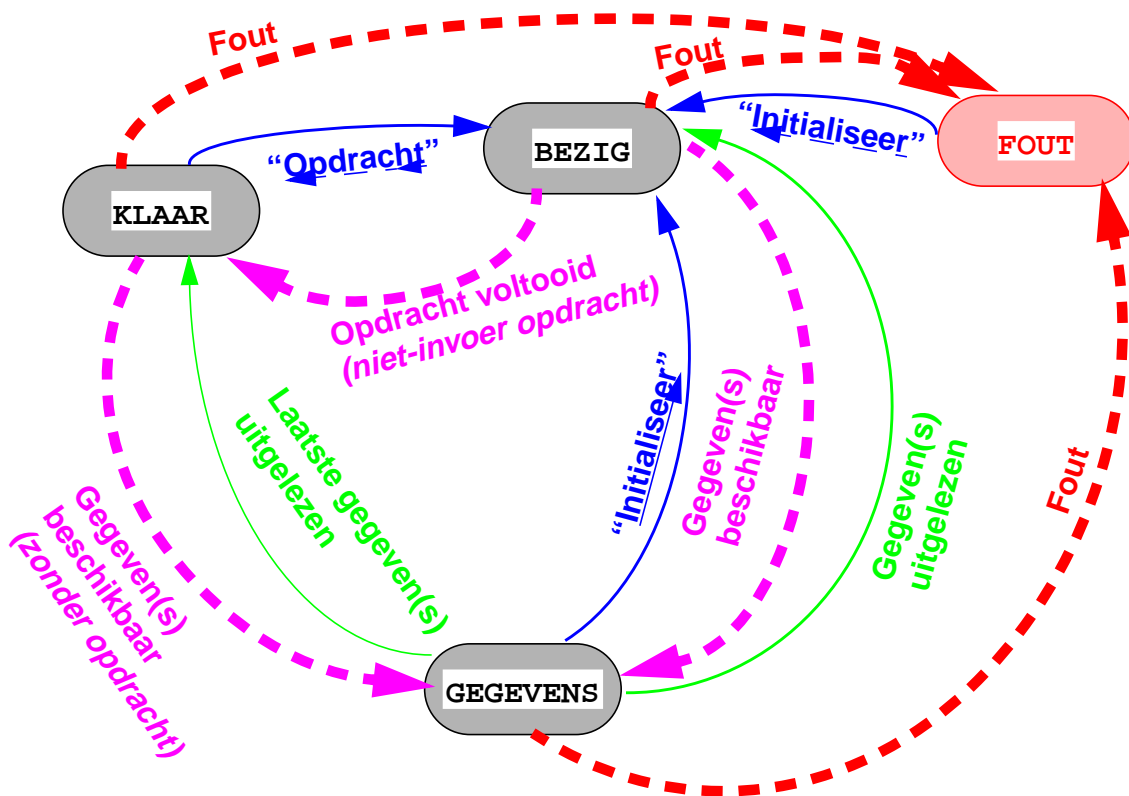 Fout
Fout
“Initialiseer”
BEZIG
FOUT
“Opdracht”
KLAAR
Opdracht voltooid
(niet-invoer opdracht)
“Initialiseer”
Gegeven(s)
beschikbaar
Gegeven(s)
uitgelezen
Fout
Laatste gegeven(s)
uitgelezen
Gegeven(s)
beschikbaar
(zonder opdracht)
GEGEVENS